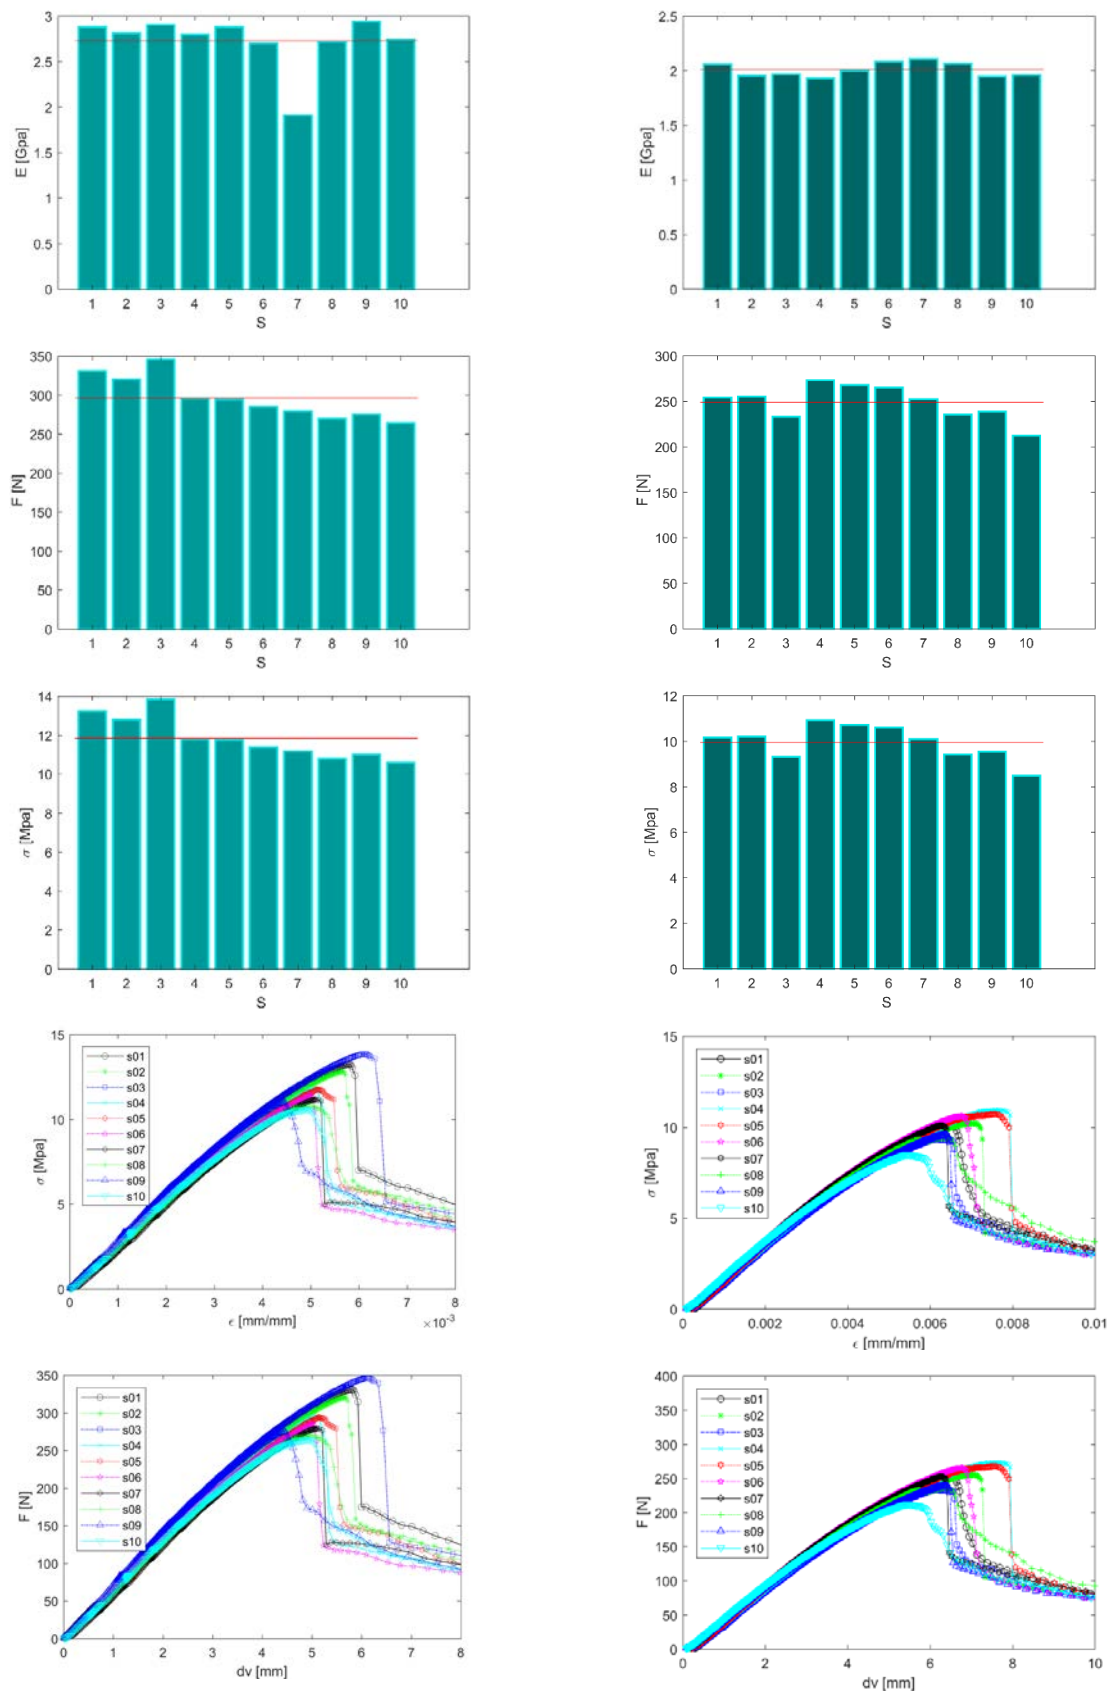 3
2.5
2
1.5
1
0.5
0
E [Gpa]
1 2 3 4 5 6 7 8 9 10
S
2.5
2
1.5
1
0.5
0
E [Gpa]
1 2 3 4 5 6 7 8 9 10
S
350
300
250
200
150
100
50
0
F [N]
1 2 3 4 5 6 7 8 9 10
S
300
250
200
150
100
50
0
F [N]
1 2 3 4 5 6 7 8 9 10
S
14
12
10
8
6
4
2
0
σ [Mpa]
1 2 3 4 5 6 7 8 9 10
S
12
10
8
6
4
2
0
σ [Mpa]
1 2 3 4 5 6 7 8 9 10
S
15
10
5
0
σ [Mpa]
s01
s02
s03
s04
s05
s06
s07
s08
s09
s10
0 1 2 3 4 5 6 7 8
ϵ [mm/mm]
×10⁻³
15
10
5
0
σ [Mpa]
s01
s02
s03
s04
s05
s06
s07
s08
s09
s10
0 0.002 0.004 0.006 0.008 0.01
ϵ [mm/mm]
350
300
250
200
150
100
50
0
F [N]
s01
s02
s03
s04
s05
s06
s07
s08
s09
s10
0 1 2 3 4 5 6 7 8
dv [mm]
400
350
300
250
200
150
100
50
0
F [N]
s01
s02
s03
s04
s05
s06
s07
s08
s09
s10
0 2 4 6 8 10
dv [mm]